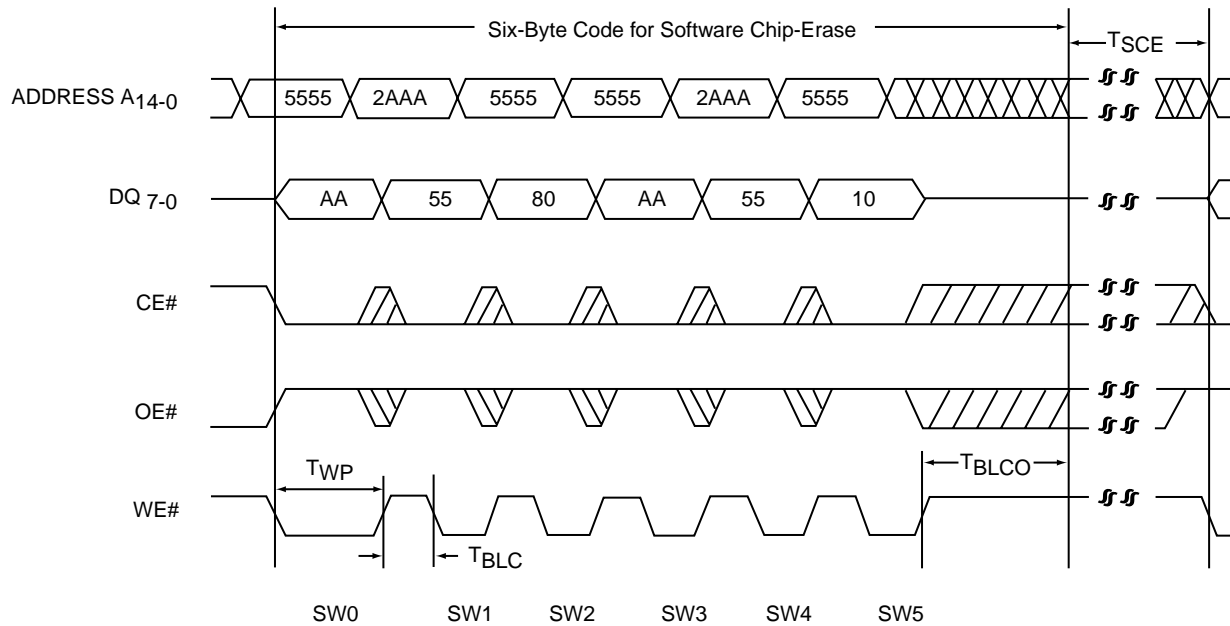 Six-Byte Code for Software Chip-Erase
TSCE
ADDRESS A14-0
5555 2AAA 5555 5555 2AAA 5555
DQ 7-0
AA 55 80 AA 55 10
CE#
OE#
TWP
TBLCO
WE#
TBLC
SW0 SW1 SW2 SW3 SW4 SW5